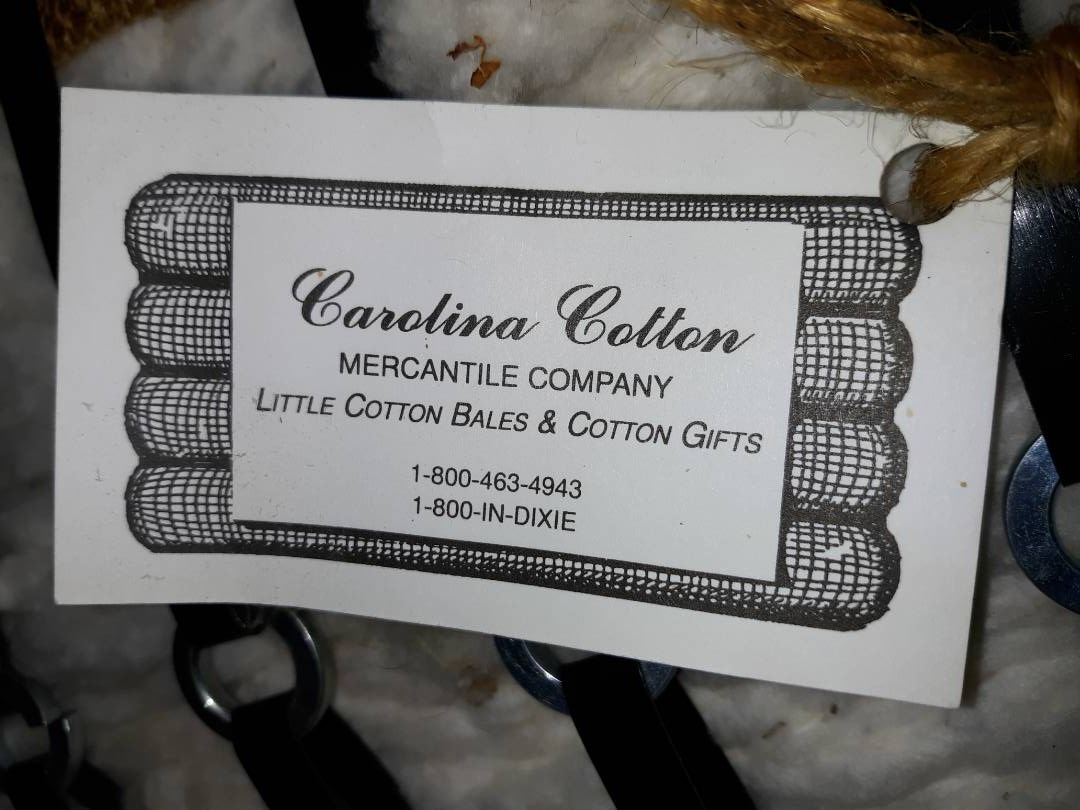 Carolina Cotton
MERCANTILE COMPANY
LITTLE COTTON BALES & COTTON GIFTS
1-800-463-4943
1-800-IN-DIXIE